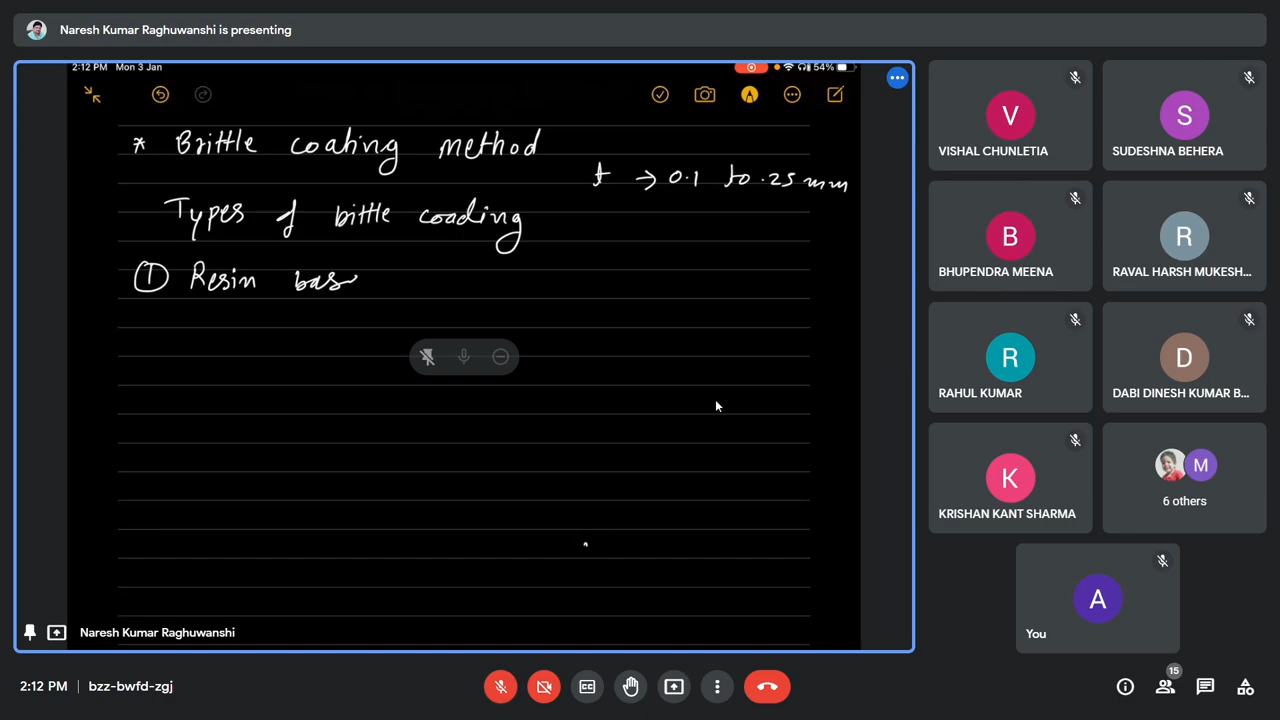 Naresh Kumar Raghuwanshi is presenting
2:12 PM Mon 3 Jan
54%
* Brittle coating method
t → 0.1 to .25 mm
Types of bittle coading
① Resin bas
Naresh Kumar Raghuwanshi
V
VISHAL CHUNLETIA
S
SUDESHNA BEHERA
B
BHUPENDRA MEENA
R
RAVAL HARSH MUKESH...
R
RAHUL KUMAR
D
DABI DINESH KUMAR B...
K
KRISHAN KANT SHARMA
M
6 others
A
You
2:12 PM | bzz-bwfd-zgj
CC
15